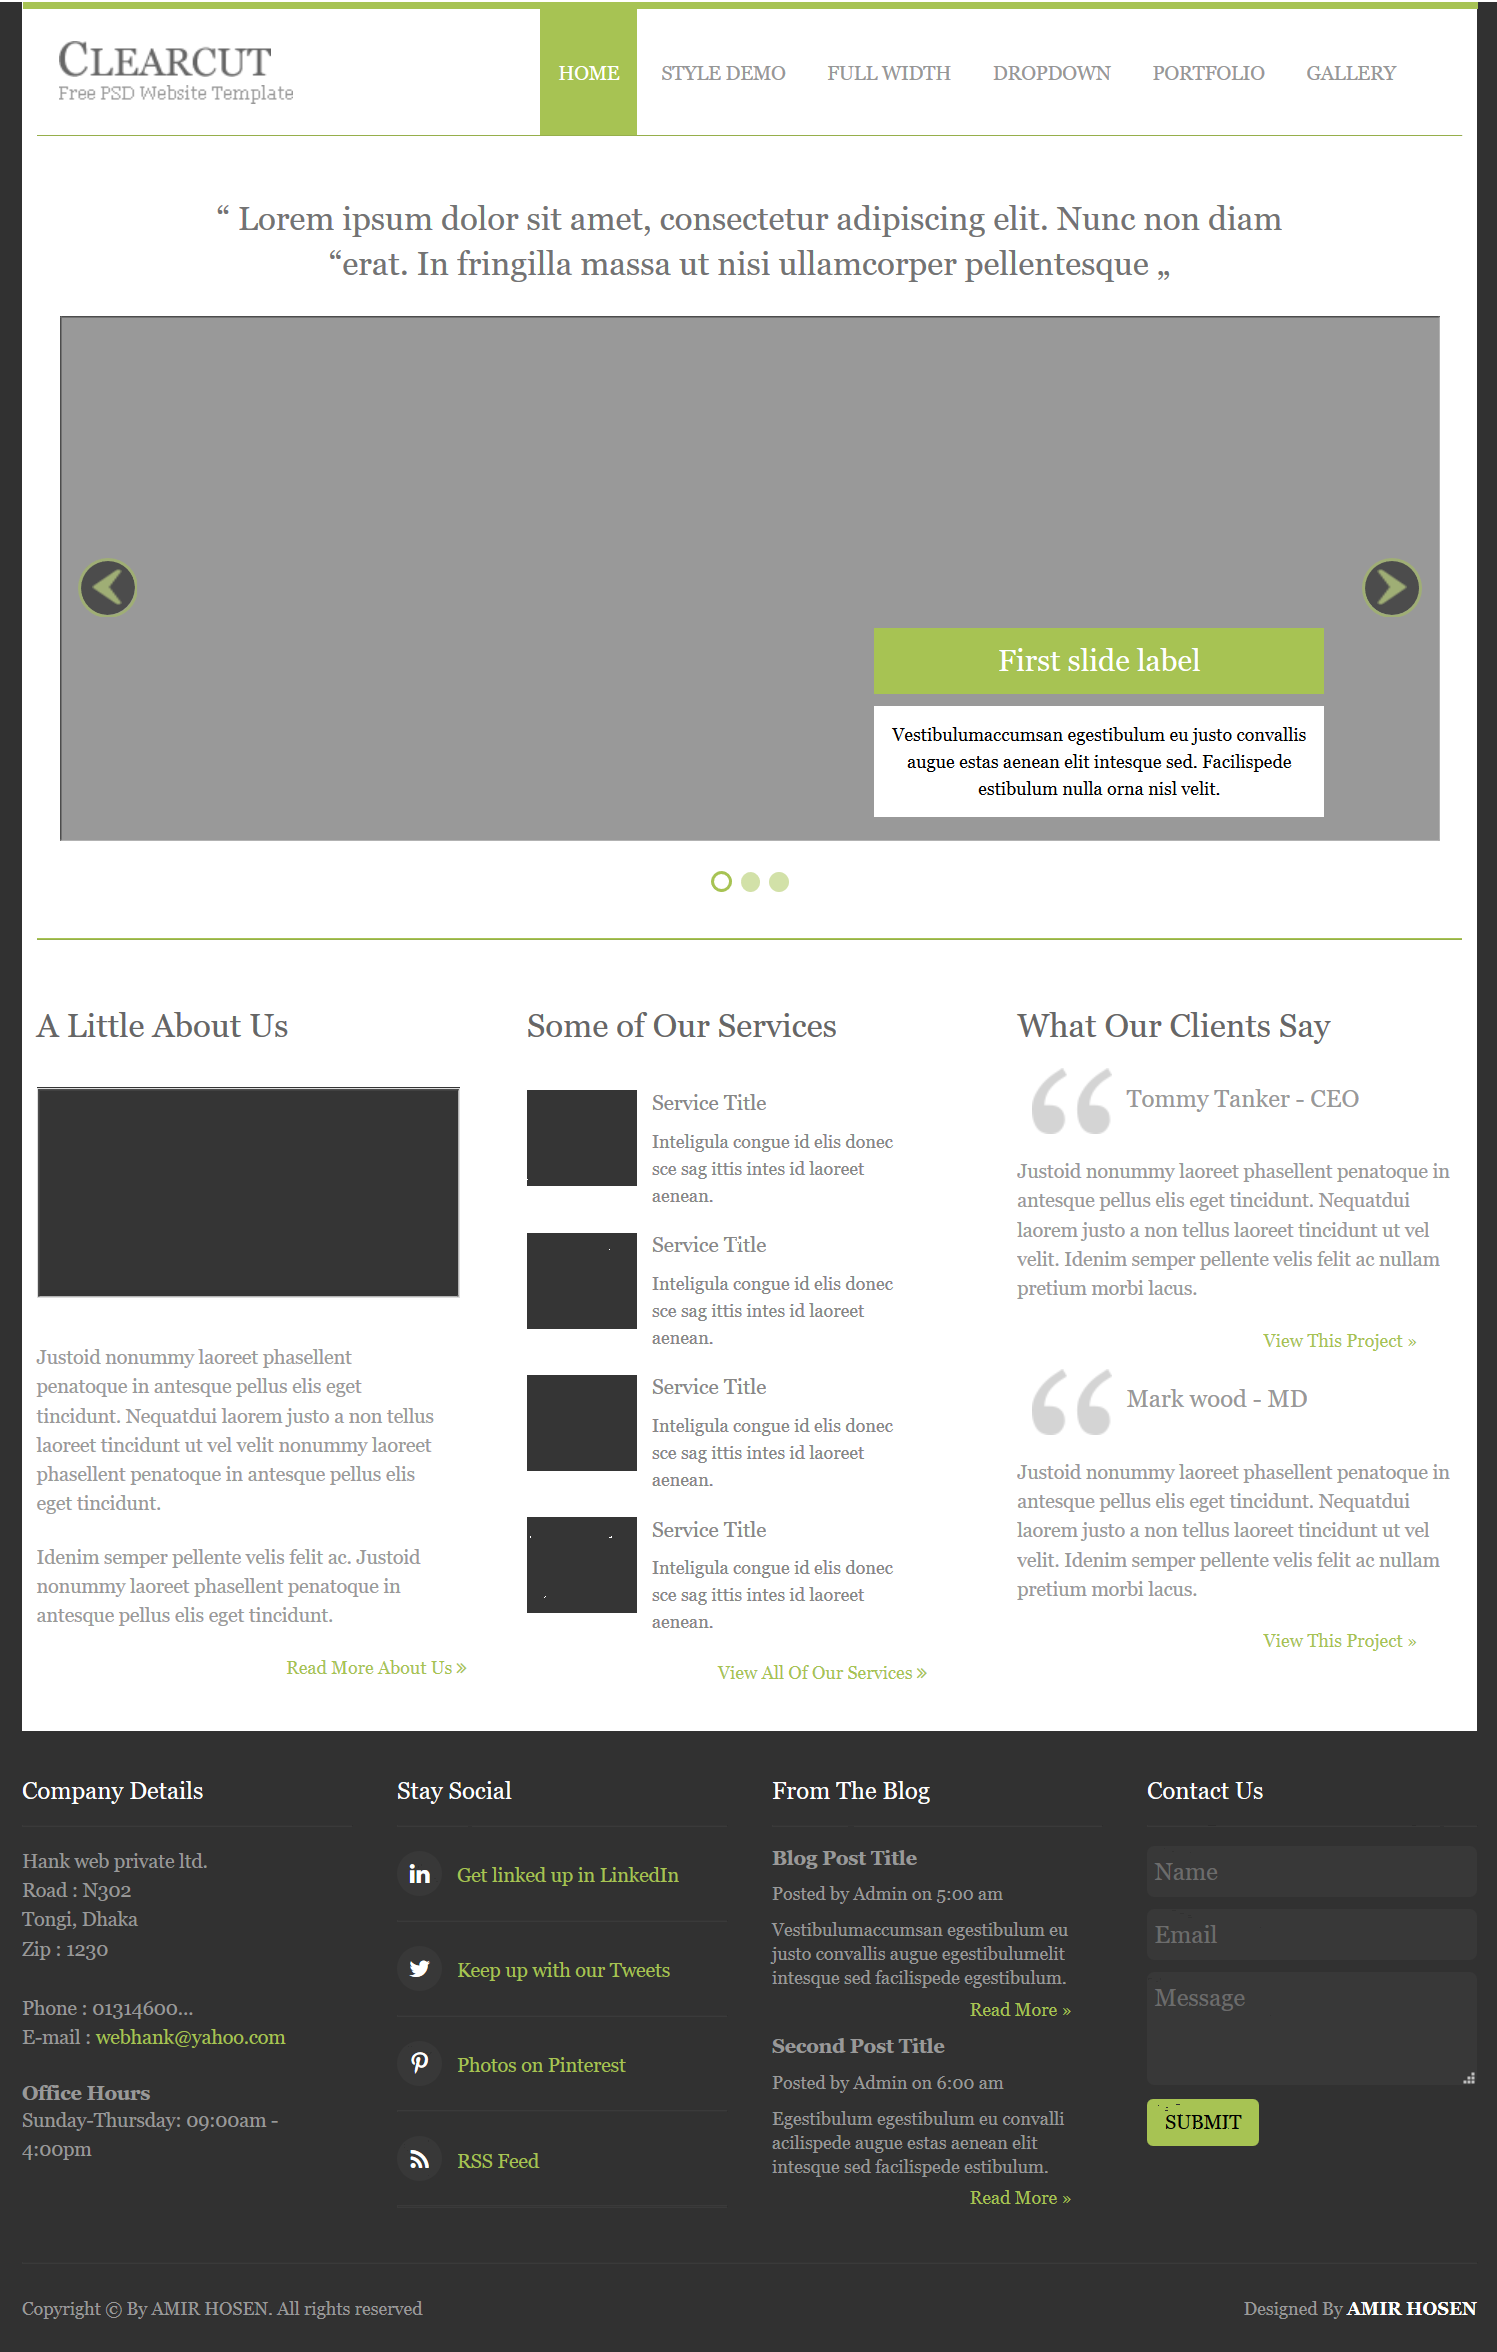 CLEARCUT
Free PSD Website Template
HOME STYLE DEMO FULL WIDTH DROPDOWN PORTFOLIO GALLERY
“ Lorem ipsum dolor sit amet, consectetur adipiscing elit. Nunc non diam
“erat. In fringilla massa ut nisi ullamcorper pellentesque „
First slide label
Vestibulumaccumsan egestibulum eu justo convallis
augue estas aenean elit intesque sed. Facilispede
estibulum nulla orna nisl velit.
A Little About Us
Justoid nonummy laoreet phasellent
penatoque in antesque pellus elis eget
tincidunt. Nequatdui laorem justo a non tellus
laoreet tincidunt ut vel velit nonummy laoreet
phasellent penatoque in antesque pellus elis
eget tincidunt.
Idenim semper pellente velis felit ac. Justoid
nonummy laoreet phasellent penatoque in
antesque pellus elis eget tincidunt.
Read More About Us »
Some of Our Services
Service Title
Inteligula congue id elis donec
sce sag ittis intes id laoreet
aenean.
Service Title
Inteligula congue id elis donec
sce sag ittis intes id laoreet
aenean.
Service Title
Inteligula congue id elis donec
sce sag ittis intes id laoreet
aenean.
Service Title
Inteligula congue id elis donec
sce sag ittis intes id laoreet
aenean.
View All Of Our Services »
What Our Clients Say
“ Tommy Tanker - CEO
Justoid nonummy laoreet phasellent penatoque in
antesque pellus elis eget tincidunt. Nequatdui
laorem justo a non tellus laoreet tincidunt ut vel
velit. Idenim semper pellente velis felit ac nullam
pretium morbi lacus.
View This Project »
“ Mark wood - MD
Justoid nonummy laoreet phasellent penatoque in
antesque pellus elis eget tincidunt. Nequatdui
laorem justo a non tellus laoreet tincidunt ut vel
velit. Idenim semper pellente velis felit ac nullam
pretium morbi lacus.
View This Project »
Company Details
Hank web private ltd.
Road : N302
Tongi, Dhaka
Zip : 1230
Phone : 01314600...
E-mail : webhank@yahoo.com
Office Hours
Sunday-Thursday: 09:00am -
4:00pm
Stay Social
Get linked up in LinkedIn
Keep up with our Tweets
Photos on Pinterest
RSS Feed
From The Blog
Blog Post Title
Posted by Admin on 5:00 am
Vestibulumaccumsan egestibulum eu
justo convallis augue egestibulumelit
intesque sed facilispede egestibulum.
Read More »
Second Post Title
Posted by Admin on 6:00 am
Egestibulum egestibulum eu convalli
acilispede augue estas aenean elit
intesque sed facilispede estibulum.
Read More »
Contact Us
Name
Email
Message
SUBMIT
Copyright © By AMIR HOSEN. All rights reserved
Designed By AMIR HOSEN